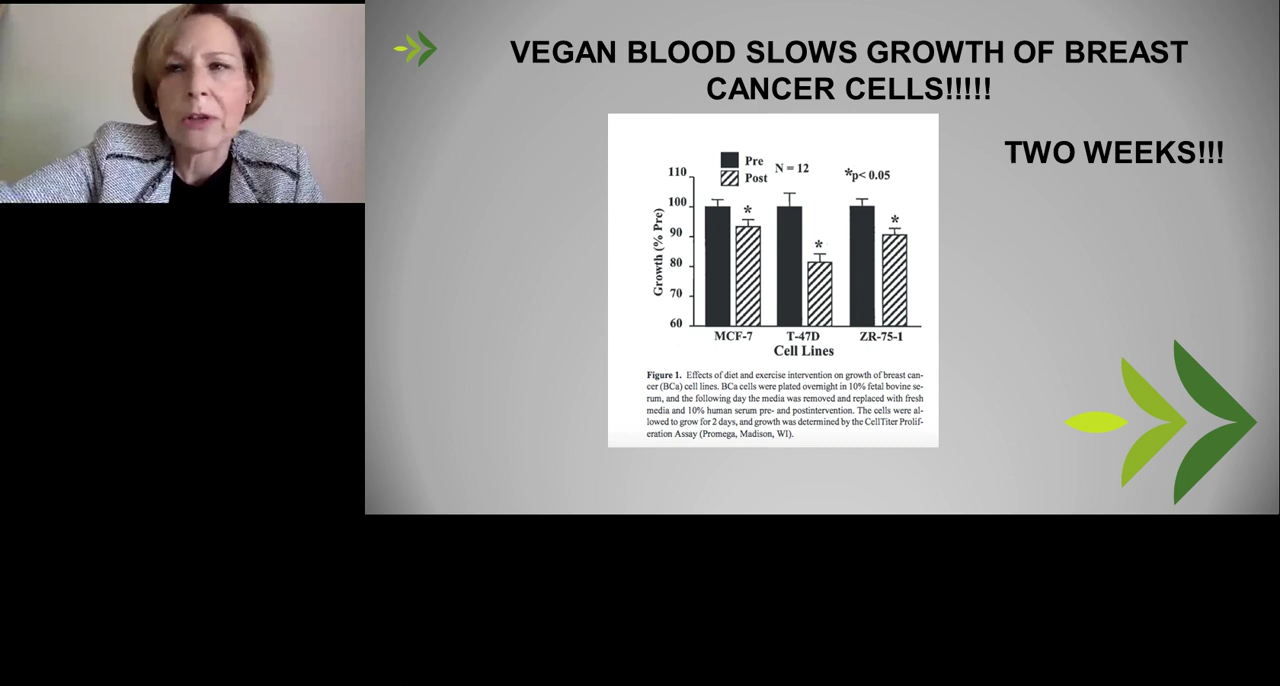 VEGAN BLOOD SLOWS GROWTH OF BREAST
CANCER CELLS!!!!!
TWO WEEKS!!!
Pre
Post
N = 12
*p< 0.05
110
100
90
80
70
60
Growth (% Pre)
*
*
*
MCF-7
T-47D
ZR-75-1
Cell Lines
Figure 1. Effects of diet and exercise intervention on growth of breast can-
cer (BCa) cell lines. BCa cells were plated overnight in 10% fetal bovine se-
rum, and the following day the media was removed and replaced with fresh
media and 10% human serum pre- and postintervention. The cells were al-
lowed to grow for 2 days, and growth was determined by the CellTiter Prolif-
eration Assay (Promega, Madison, WI).